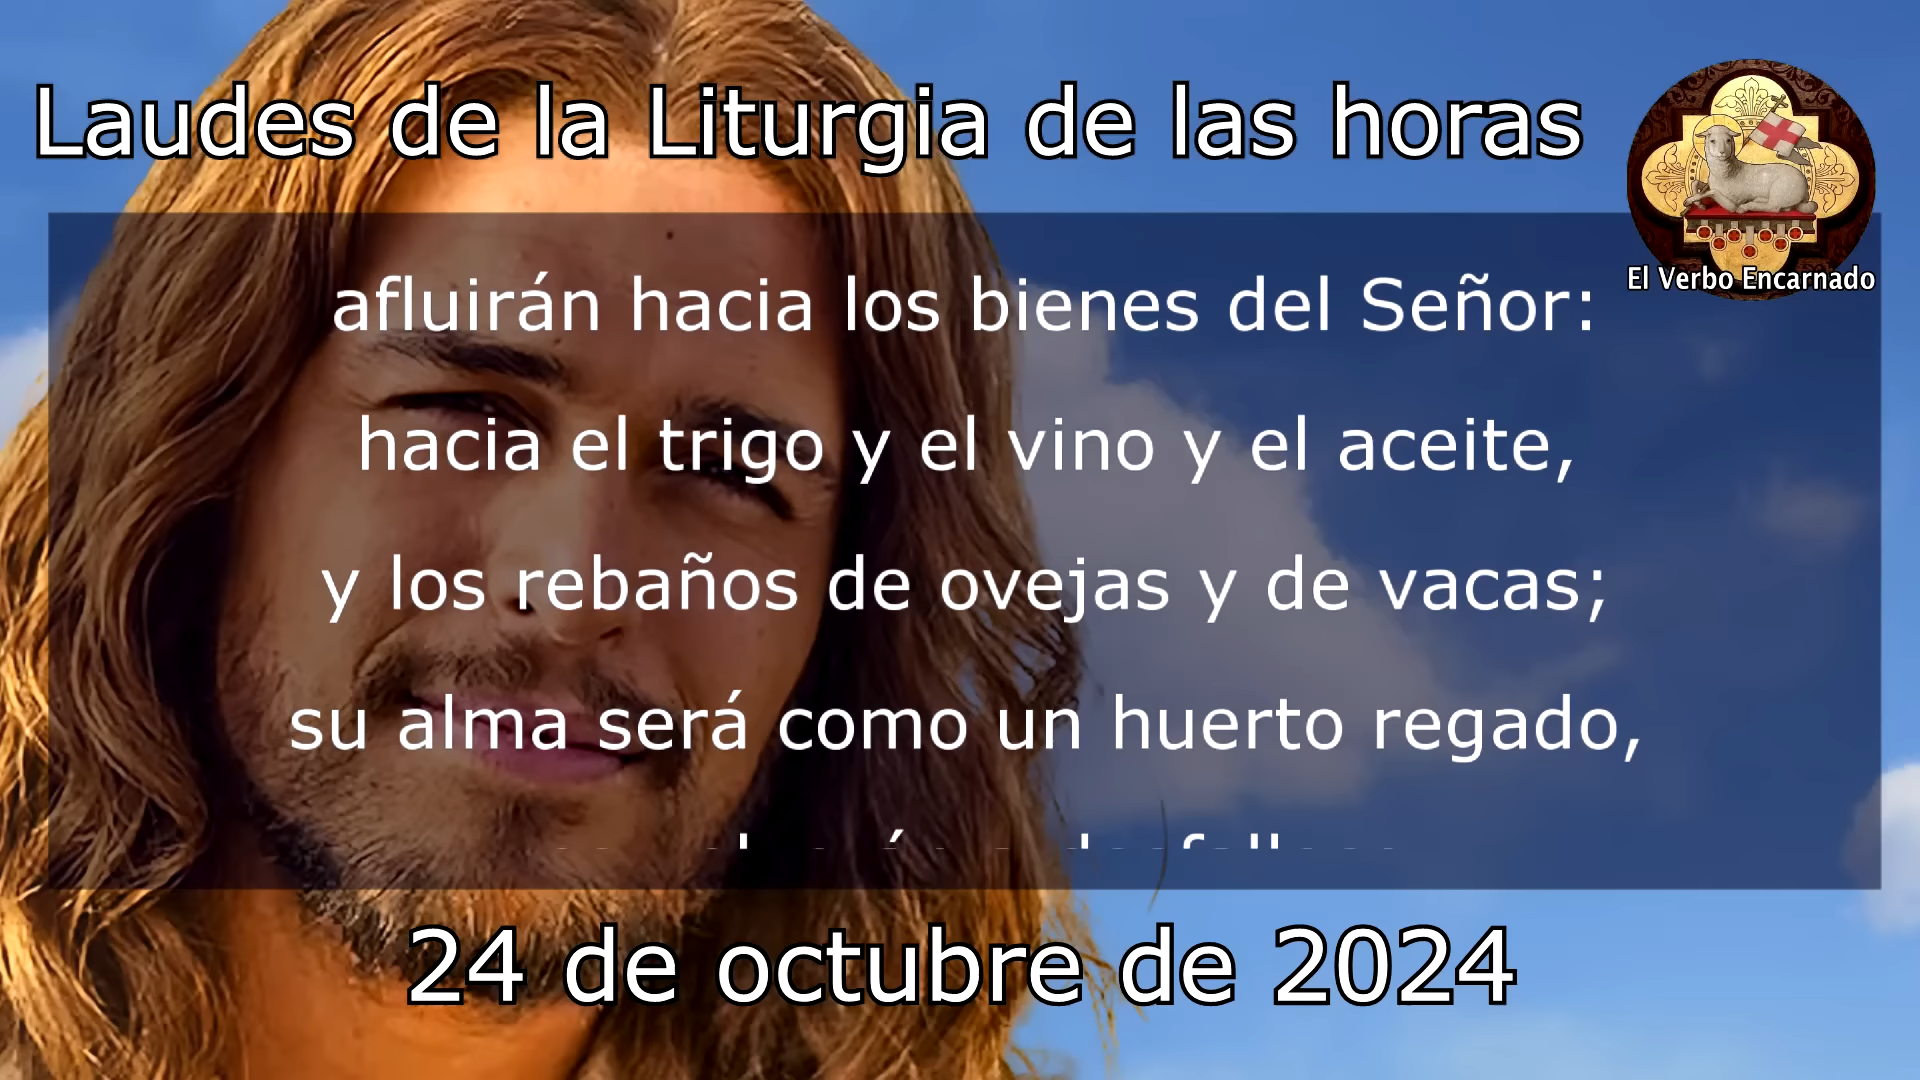 Laudes de la Liturgia de las horas
El Verbo Encarnado
afluirán hacia los bienes del Señor:
hacia el trigo y el vino y el aceite,
y los rebaños de ovejas y de vacas;
su alma será como un huerto regado,
24 de octubre de 2024